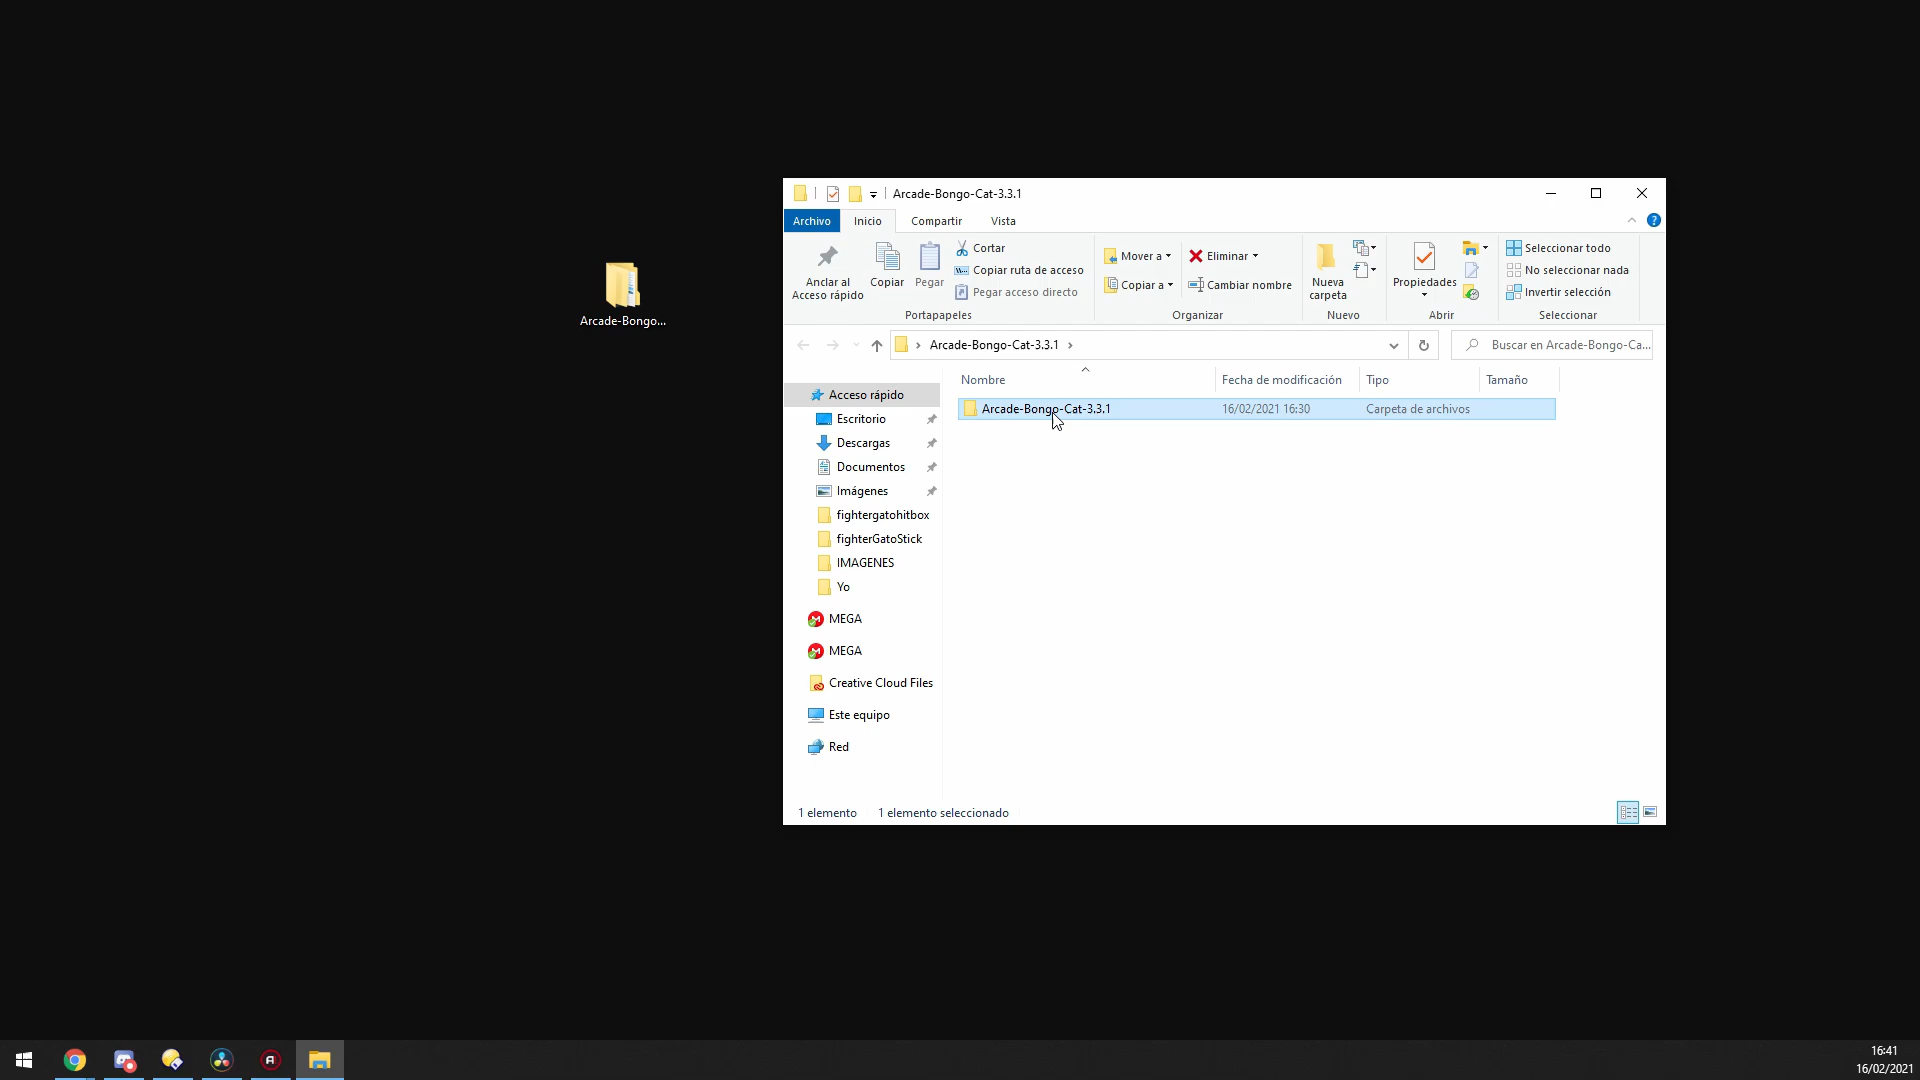 Arcade-Bongo...
Arcade-Bongo-Cat-3.3.1
Archivo
Inicio
Compartir
Vista
?
Anclar al
Acceso rápido
Copiar
Pegar
Cortar
Copiar ruta de acceso
Pegar acceso directo
Portapapeles
Mover a
Copiar a
Eliminar
Cambiar nombre
Organizar
Nueva
carpeta
Nuevo
Propiedades
Abrir
Seleccionar todo
No seleccionar nada
Invertir selección
Seleccionar
Arcade-Bongo-Cat-3.3.1
Buscar en Arcade-Bongo-Ca...
Nombre
Fecha de modificación
Tipo
Tamaño
Arcade-Bongo-Cat-3.3.1
16/02/2021 16:30
Carpeta de archivos
Acceso rápido
Escritorio
Descargas
Documentos
Imágenes
fightergatohitbox
fighterGatoStick
IMAGENES
Yo
MEGA
MEGA
Creative Cloud Files
Este equipo
Red
1 elemento
1 elemento seleccionado
16:41
16/02/2021